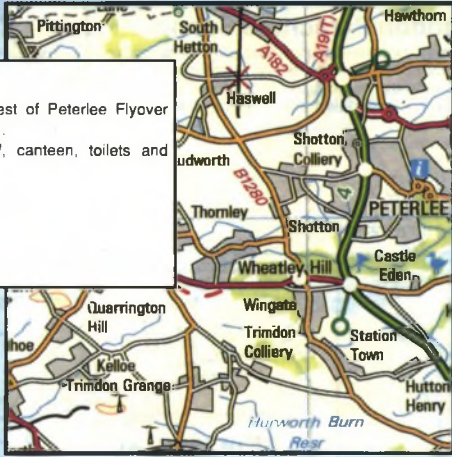 Pittington
South
Hetton
Hawthorn
A182
A19(T)
est of Peterlee Flyover
Haswell
, canteen, toilets and
Shotton
Colliery
udworth
B1280
4
i
PETERLEE
Thornley
Shotton
Castle
Eden
Wheatley Hill
Quarrington
Hill
Wingate
Trimdon
Colliery
Station
Town
hoe
Kelloe
Trimdon Grange
Hutton
Henry
Hurworth Burn
Resr